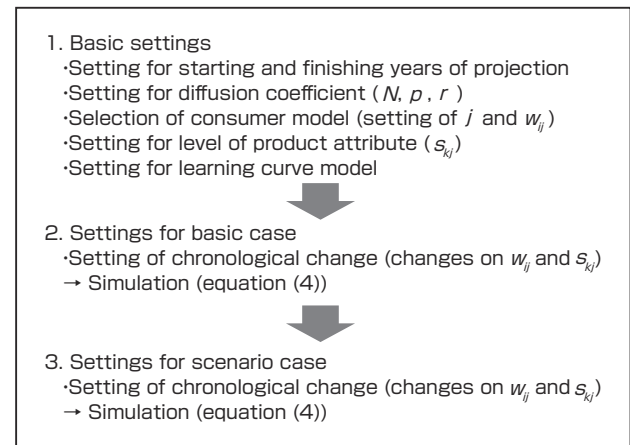 1. Basic settings
･Setting for starting and finishing years of projection
･Setting for diffusion coefficient (N, p, r)
･Selection of consumer model (setting of j and wij)
･Setting for level of product attribute (skj)
･Setting for learning curve model
2. Settings for basic case
･Setting of chronological change (changes on wij and skj)
→ Simulation (equation (4))
3. Settings for scenario case
･Setting of chronological change (changes on wij and skj)
→ Simulation (equation (4))